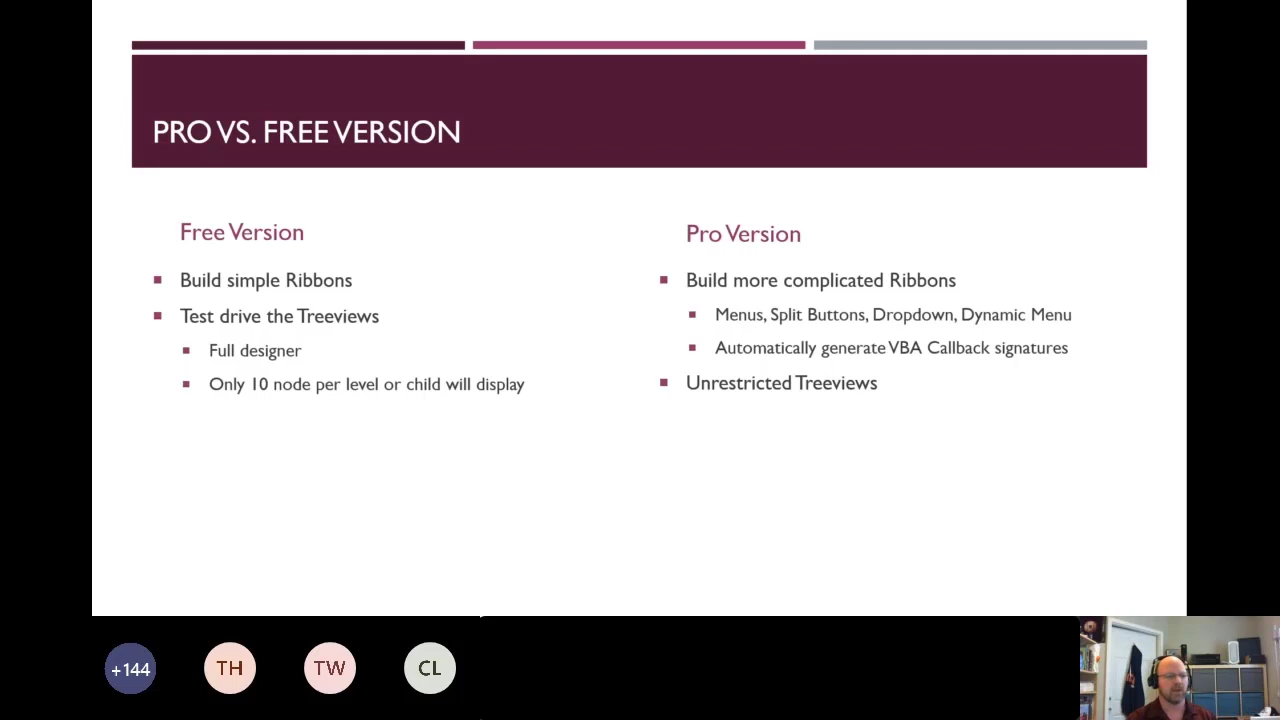 PRO VS. FREE VERSION
Free Version
Build simple Ribbons
Test drive the Treeviews
Full designer
Only 10 node per level or child will display
Pro Version
Build more complicated Ribbons
Menus, Split Buttons, Dropdown, Dynamic Menu
Automatically generate VBA Callback signatures
Unrestricted Treeviews
+144
TH
TW
CL